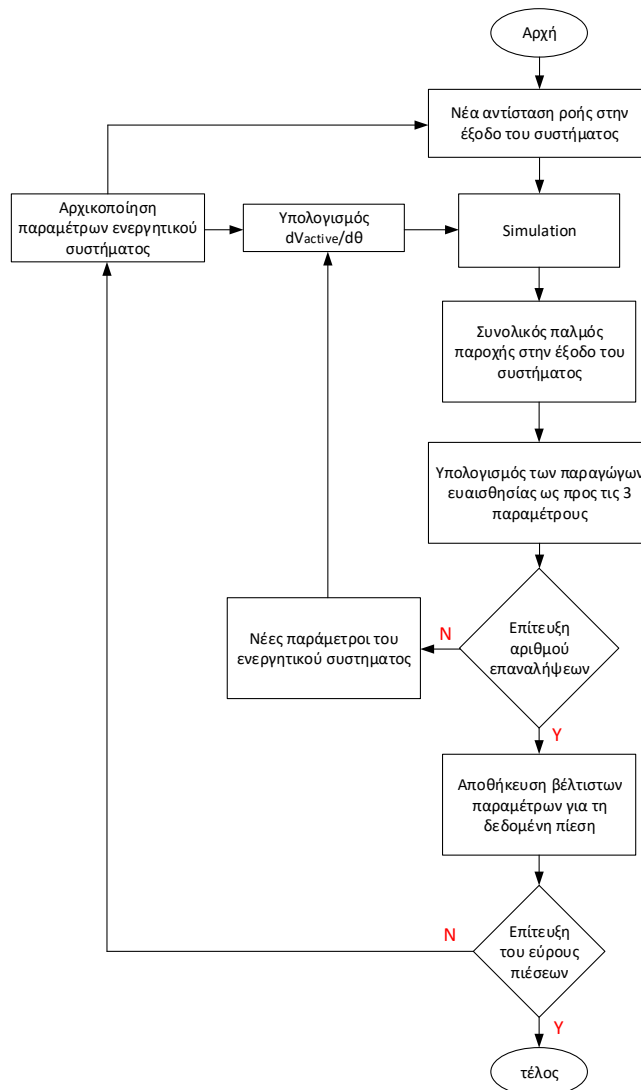 Αρχή
Νέα αντίσταση ροής στην
έξοδο του συστήματος
Αρχικοποίηση
παραμέτρων ενεργητικού
συστήματος
Υπολογισμός
dVactive/dθ
Simulation
Συνολικός παλμός
παροχής στην έξοδο του
συστήματος
Υπολογισμός των παραγώγων
ευαισθησίας ως προς τις 3
παραμέτρους
Νέες παράμετροι του
ενεργητικού συστηματος
N
Επίτευξη
αριθμού
επαναλήψεων
Y
Αποθήκευση βέλτιστων
παραμέτρων για τη
δεδομένη πίεση
N
Επίτευξη
του εύρους
πιέσεων
Y
τέλος